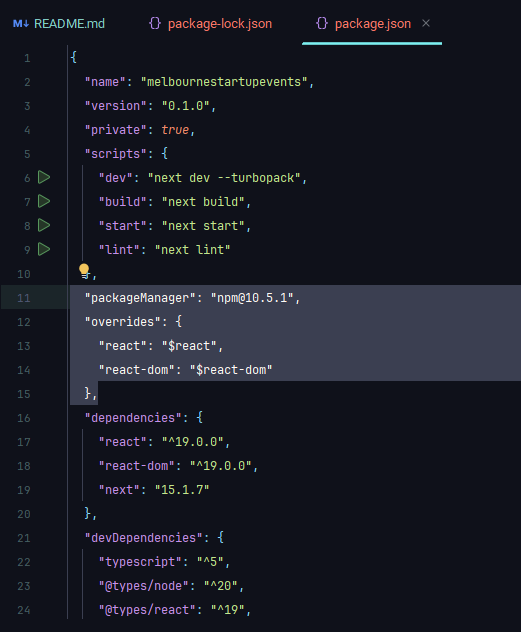 M↓ README.md {} package-lock.json {} package.json ×
1 {
2 "name": "melbournestartupevents",
3 "version": "0.1.0",
4 "private": true,
5 "scripts": {
6 "dev": "next dev --turbopack",
7 "build": "next build",
8 "start": "next start",
9 "lint": "next lint"
10 },
11 "packageManager": "npm@10.5.1",
12 "overrides": {
13 "react": "$react",
14 "react-dom": "$react-dom"
15 },
16 "dependencies": {
17 "react": "^19.0.0",
18 "react-dom": "^19.0.0",
19 "next": "15.1.7"
20 },
21 "devDependencies": {
22 "typescript": "^5",
23 "@types/node": "^20",
24 "@types/react": "^19",